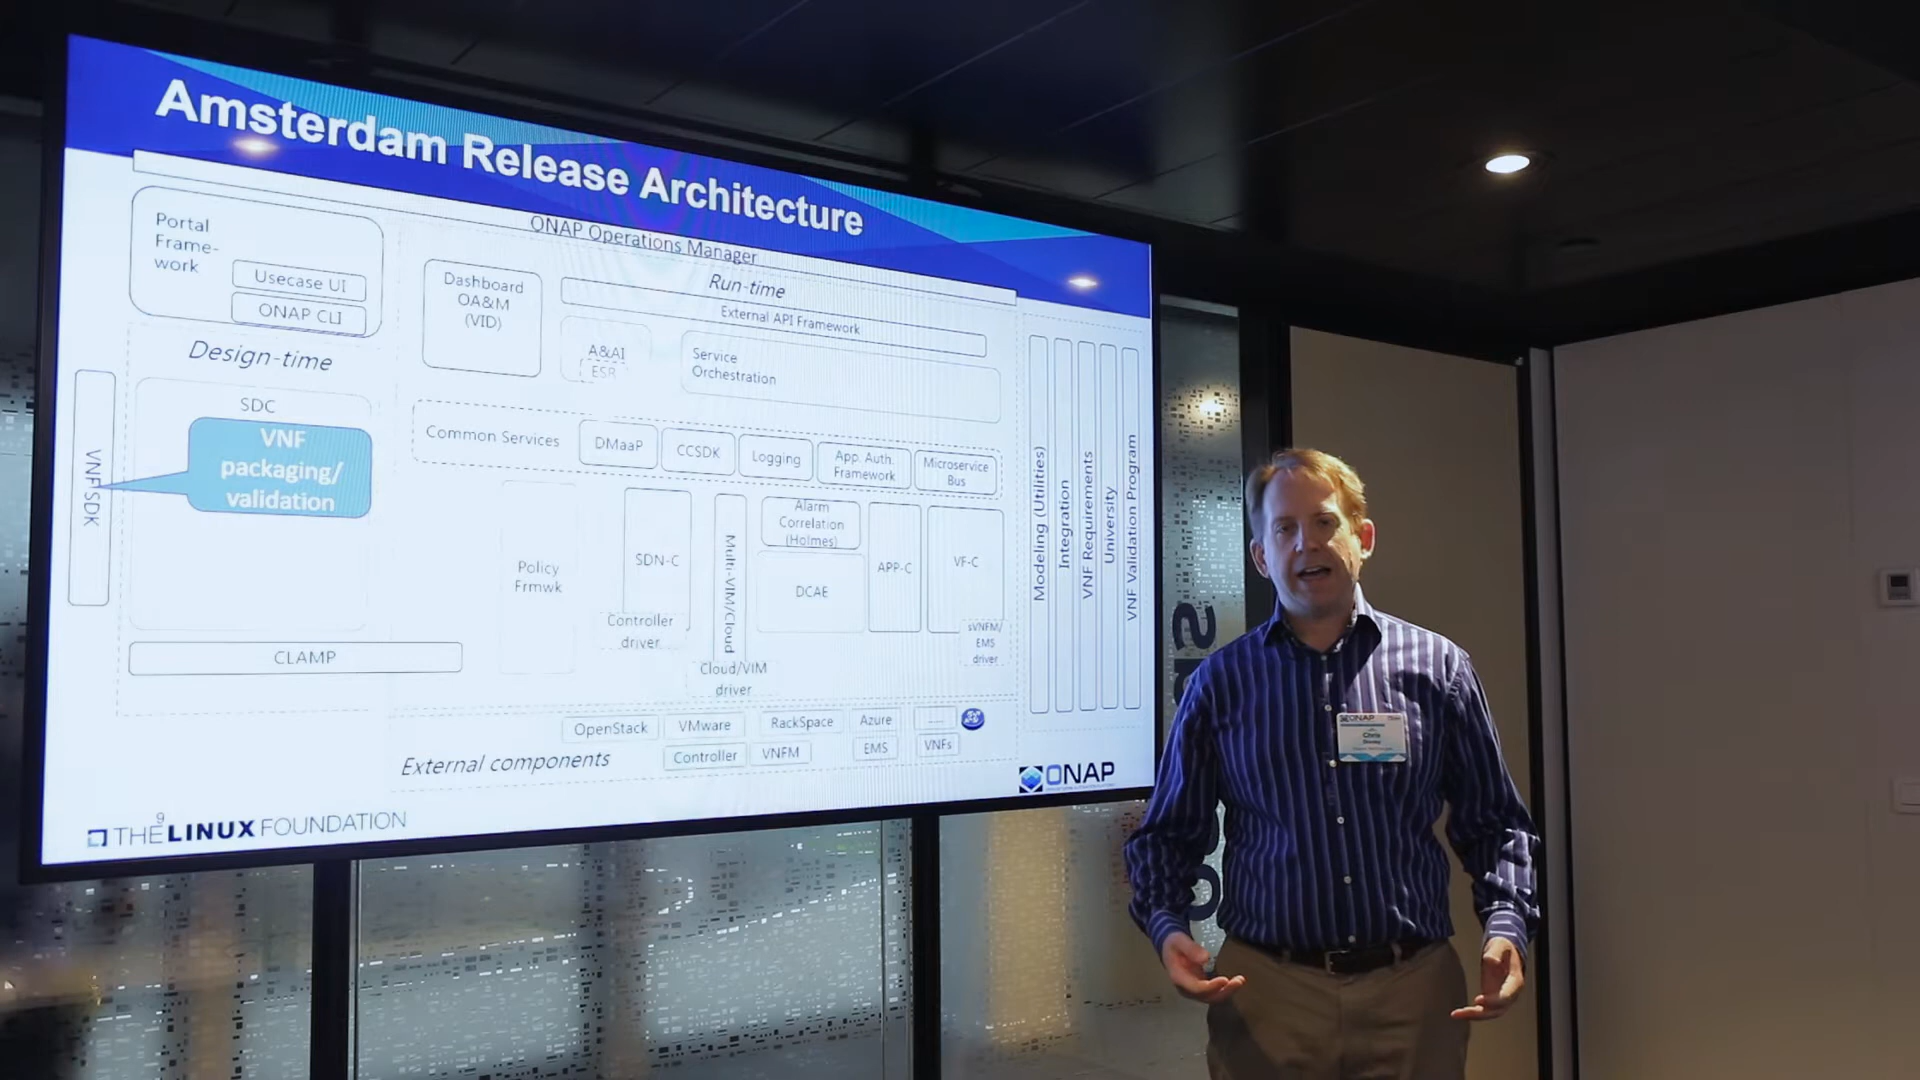 Amsterdam Release Architecture
ONAP Operations Manager
Portal
Frame-
work
Usecase UI
ONAP CLI
Design-time
SDC
VNF
packaging/
validation
VNFSDK
CLAMP
Dashboard
OA&M
(VID)
Run-time
External API Framework
A&AI
ESR
Service
Orchestration
Common Services
DMaaP
CCSDK
Logging
App. Auth.
Framework
Microservice
Bus
Policy
Frmwk
SDN-C
Controller
driver
Multi-VIM/Cloud
Cloud/VIM
driver
Alarm
Correlation
(Holmes)
DCAE
APP-C
VF-C
sVNFM/
EMS
driver
Modeling (Utilities)
Integration
VNF Requirements
University
VNF Validation Program
External components
OpenStack
VMware
RackSpace
Azure
....
Controller
VNFM
EMS
VNFs
9
THE LINUX FOUNDATION
ONAP
ONAP
Chris